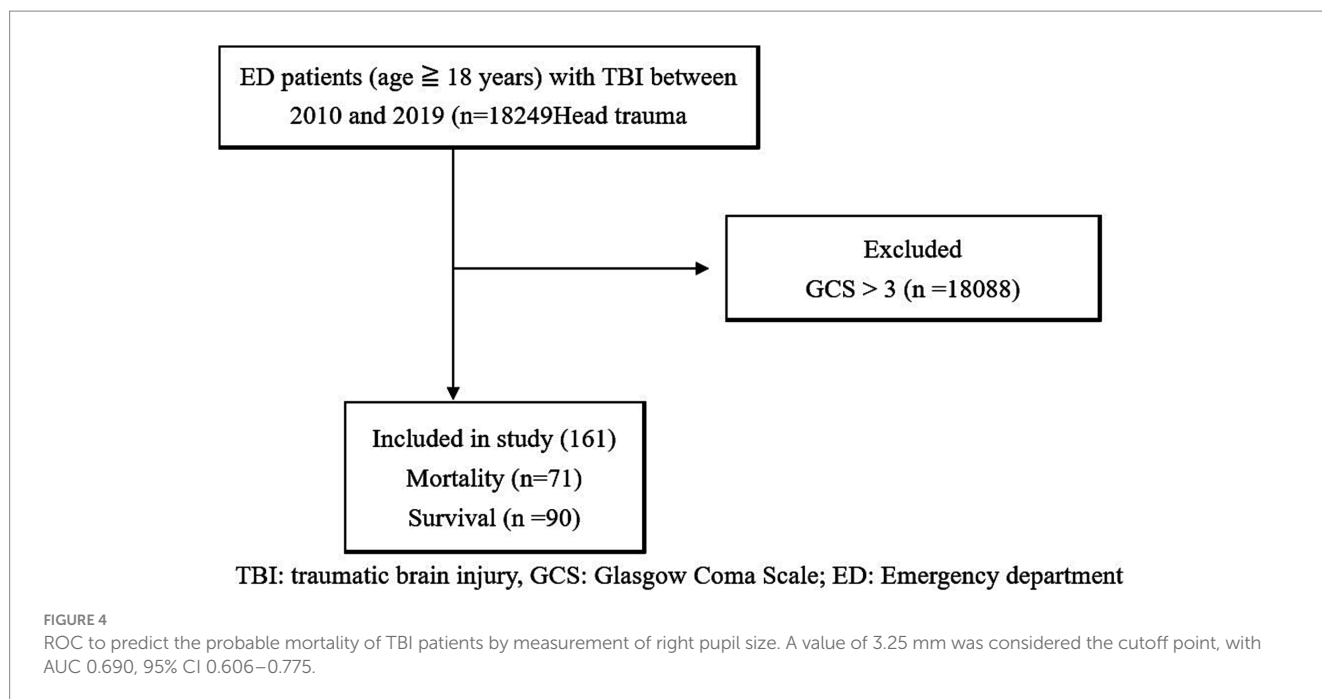 ED patients (age ≧ 18 years) with TBI between
2010 and 2019 (n=18249Head trauma
Excluded
GCS > 3 (n =18088)
Included in study (161)
Mortality (n=71)
Survival (n =90)
TBI: traumatic brain injury, GCS: Glasgow Coma Scale; ED: Emergency department
FIGURE 4
ROC to predict the probable mortality of TBI patients by measurement of right pupil size. A value of 3.25 mm was considered the cutoff point, with
AUC 0.690, 95% CI 0.606–0.775.